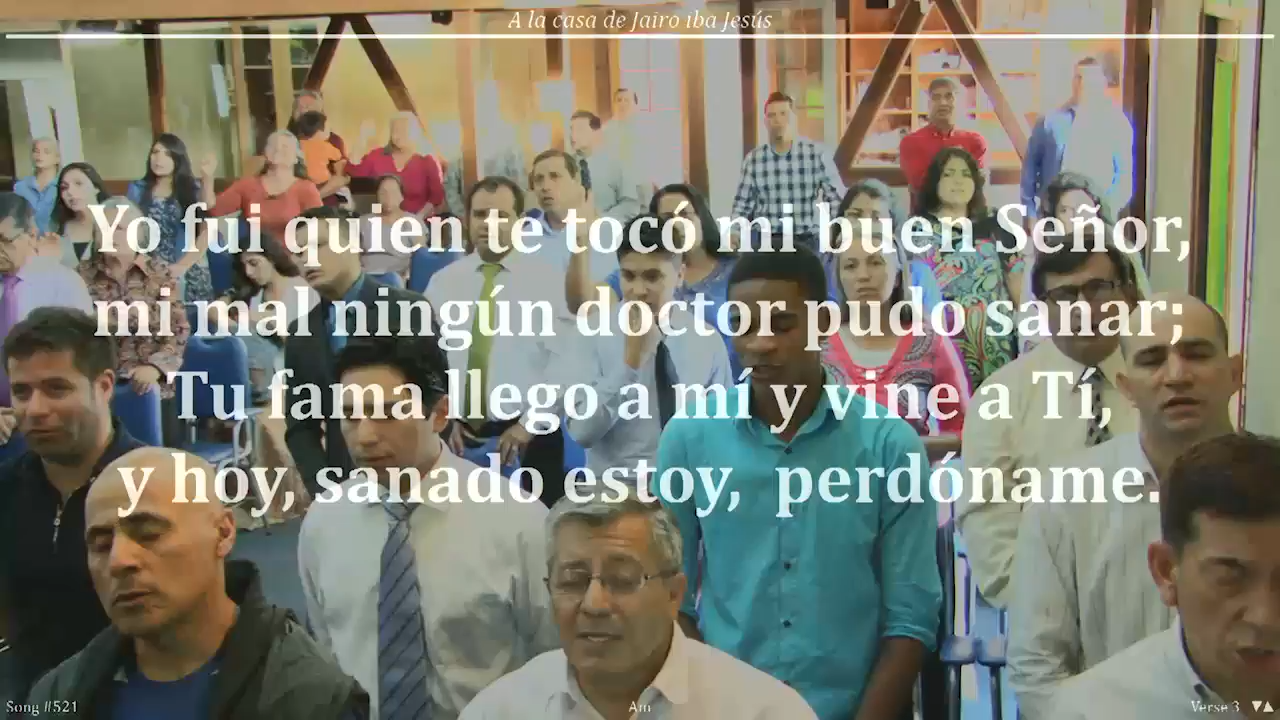 A la casa de Jairo iba Jesús
Yo fui quien te tocó mi buen Señor,
mi mal ningún doctor pudo sanar;
Tu fama llego a mí y vine a Tí,
y hoy, sanado estoy, perdóname.
Song #521
Am
Verse 3 ▼▲